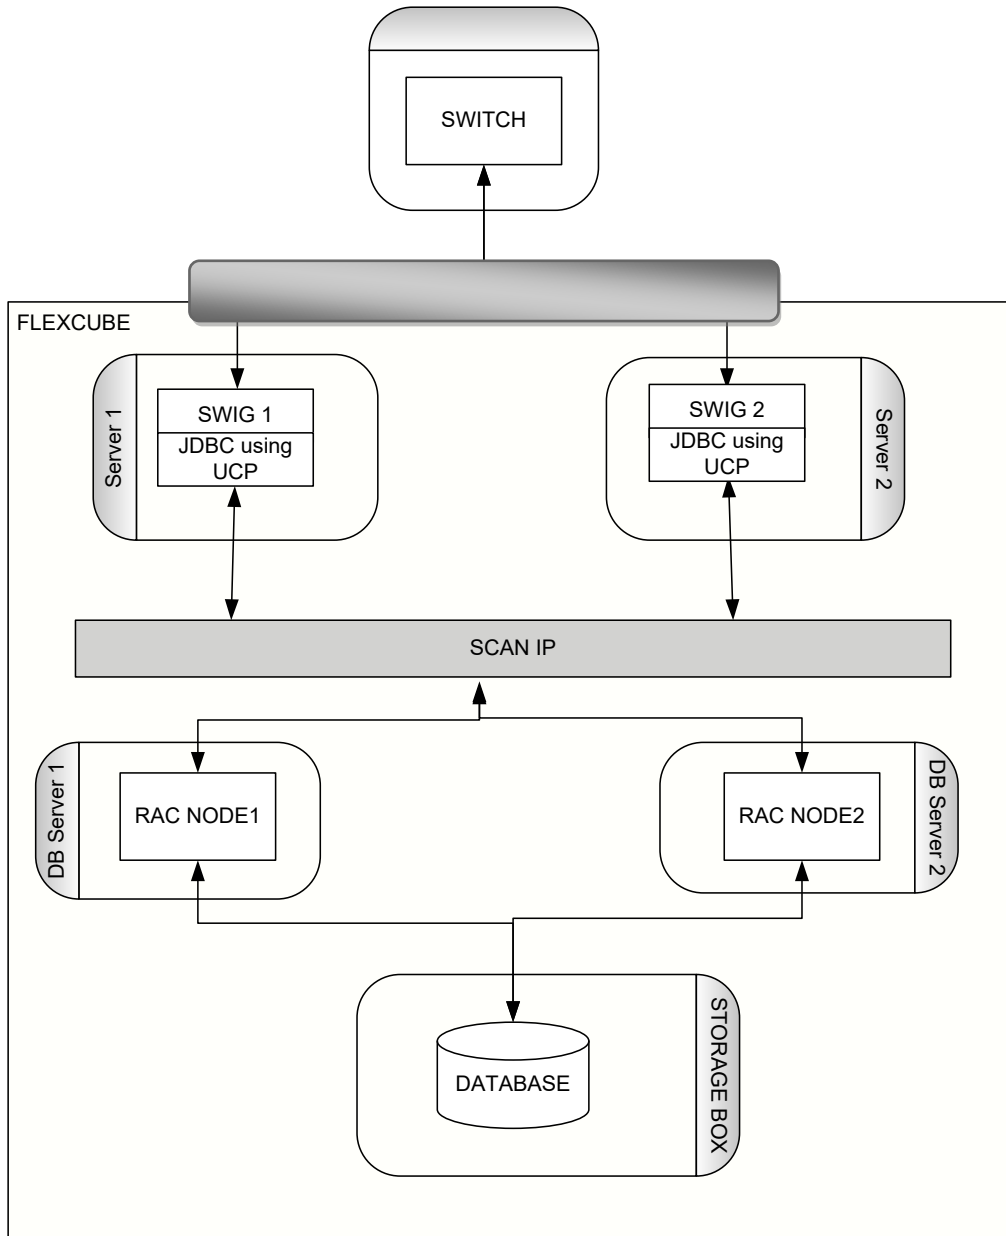 SWITCH
FLEXCUBE
Server 1
SWIG 1
JDBC using
UCP
SWIG 2
JDBC using
UCP
Server 2
SCAN IP
DB Server 1
RAC NODE1
RAC NODE2
DB Server 2
DATABASE
STORAGE BOX